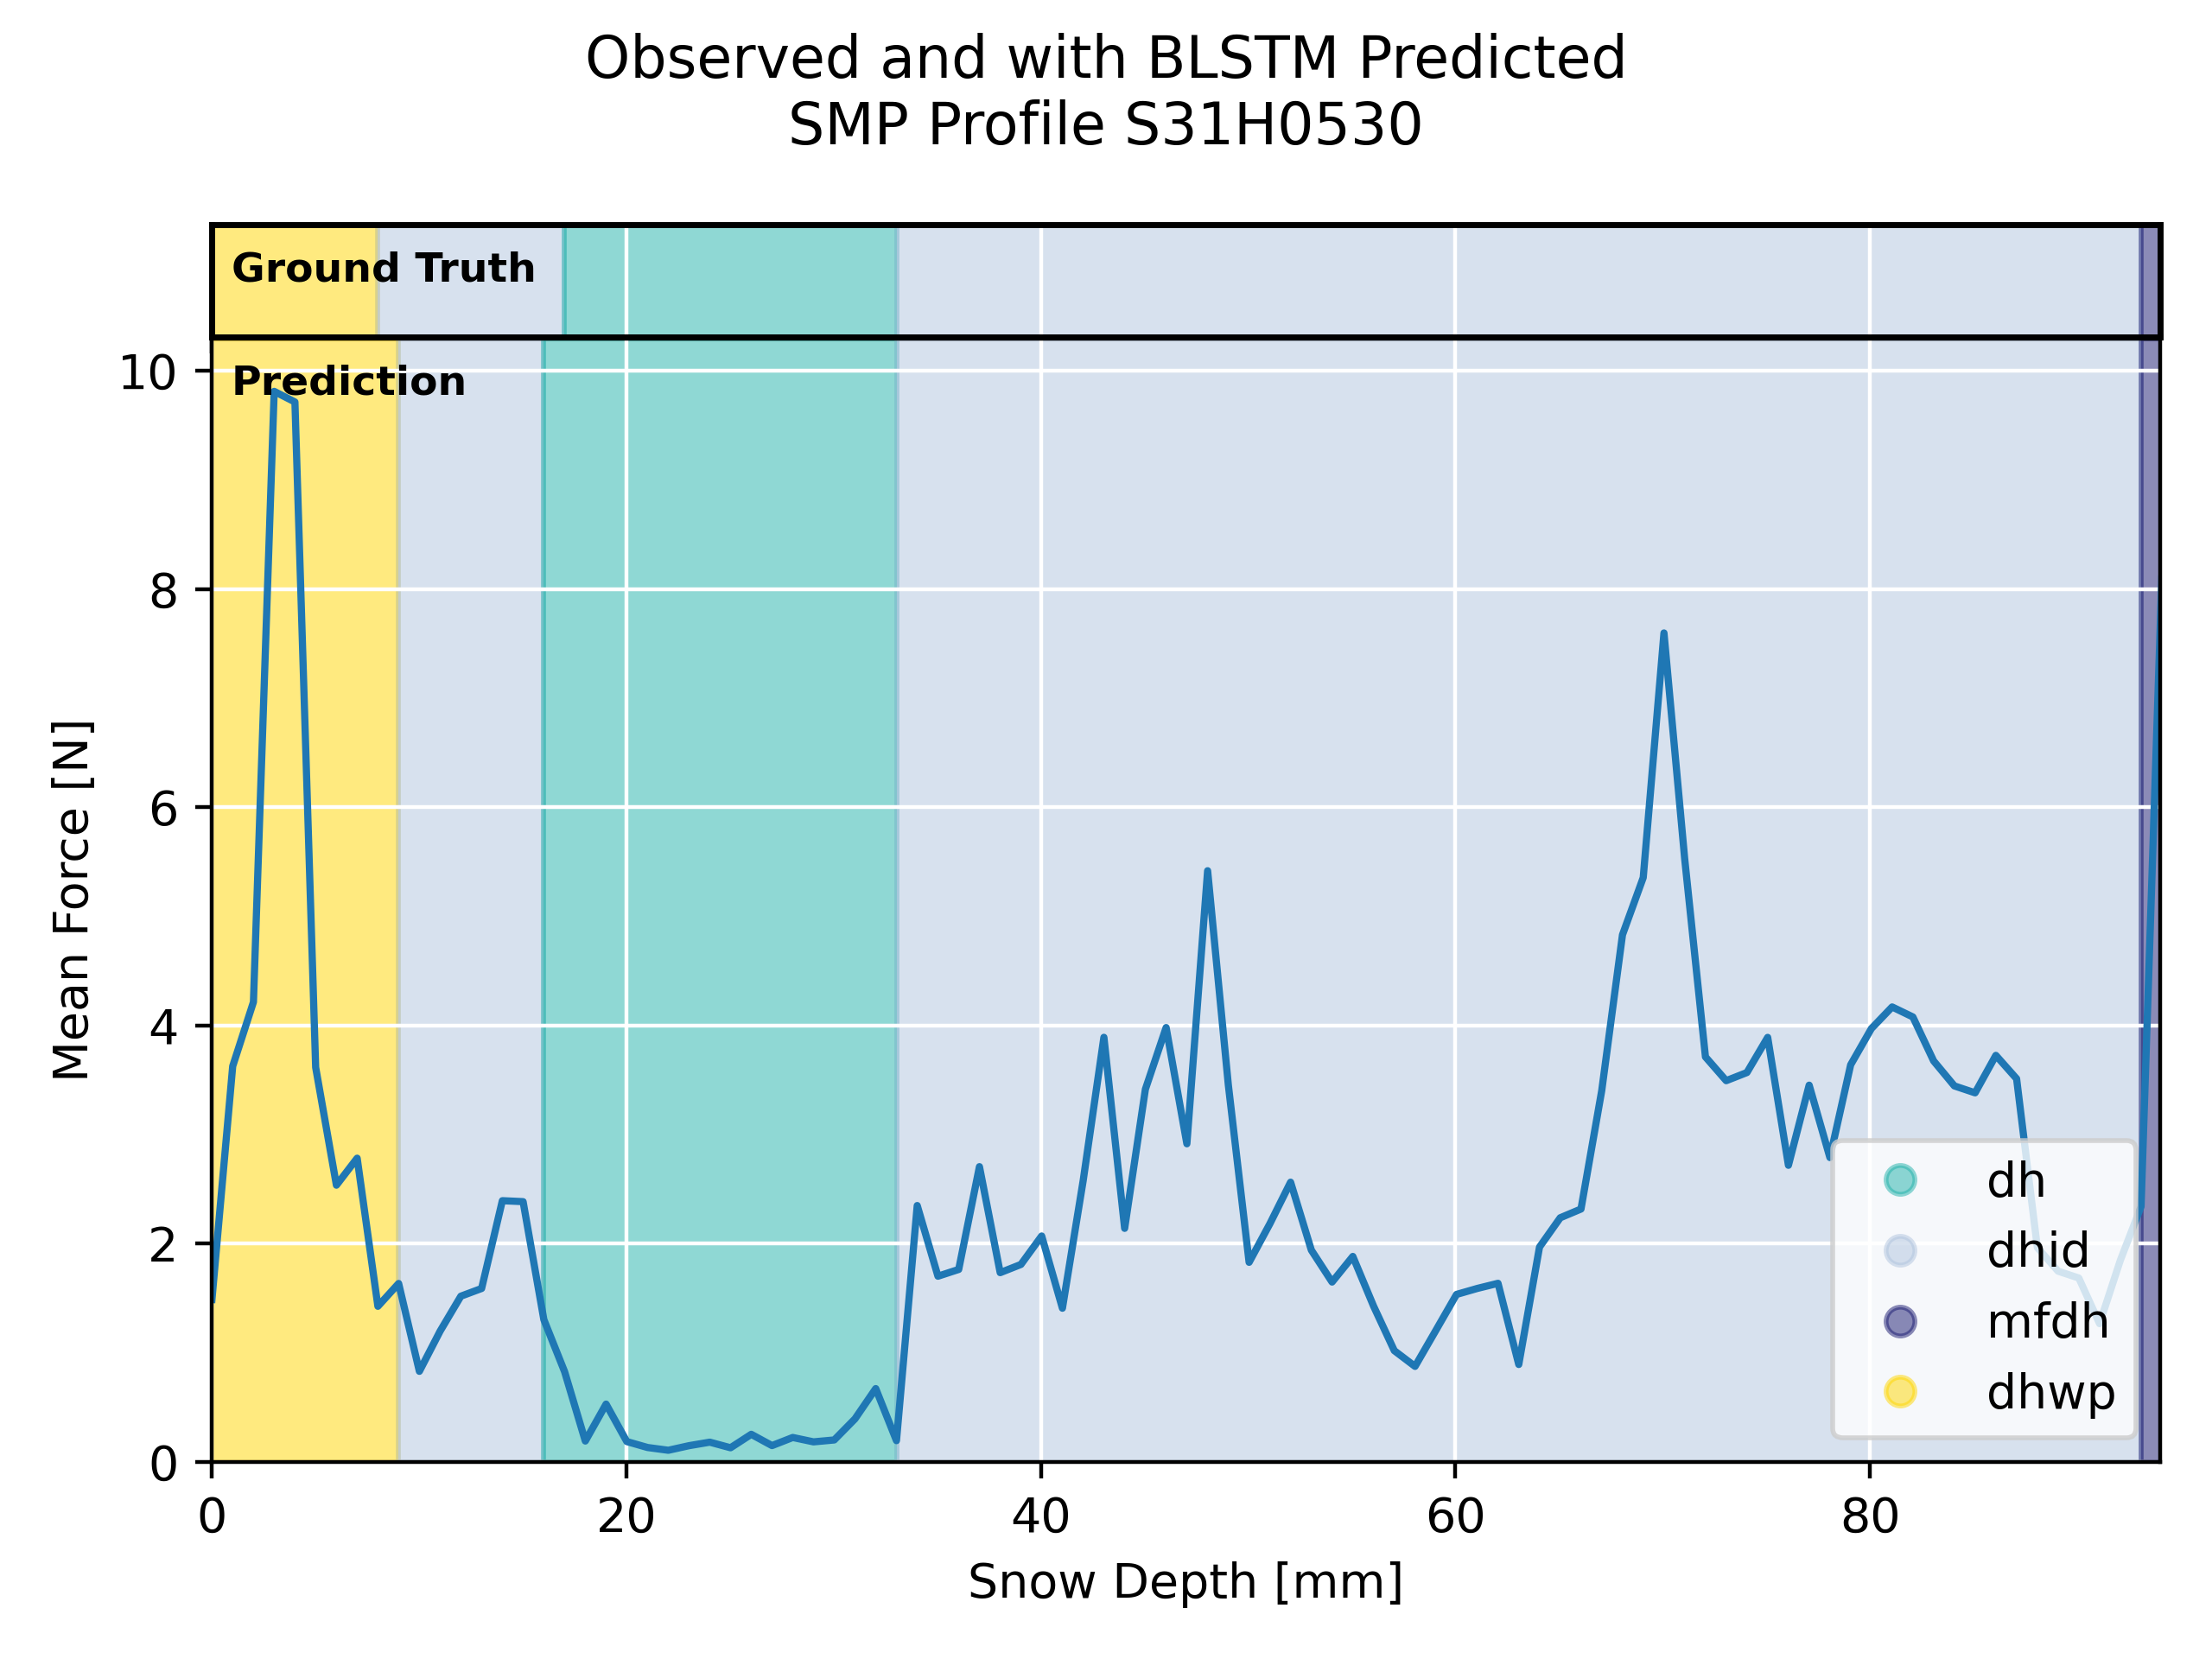 Observed and with BLSTM Predicted
SMP Profile S31H0530
Ground Truth
Prediction
10
8
6
4
2
0
Mean Force [N]
0 20 40 60 80
Snow Depth [mm]
dh
dhid
mfdh
dhwp